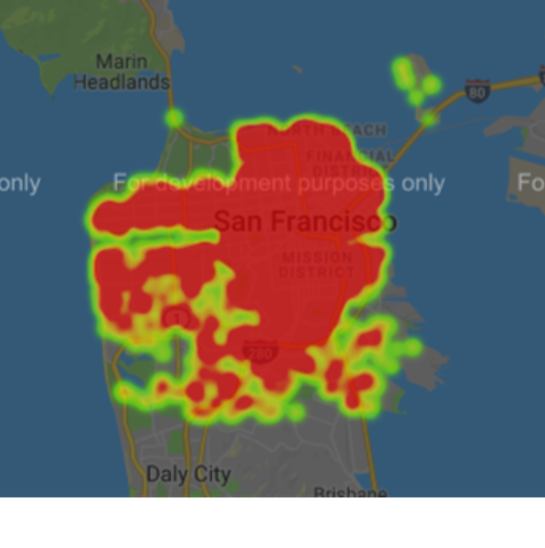 Marin
Headlands
80
NORTH BEACH
FINANCIAL
DISTRICT
only
For development purposes only
Fo
San Francisco
MISSION
DISTRICT
1
280
Daly City
Brisbane